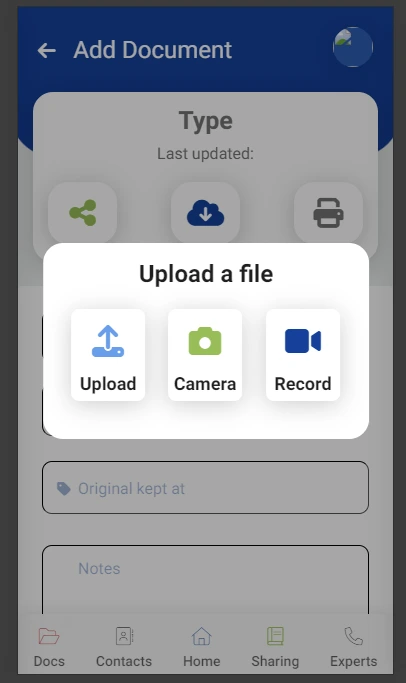 Add Document
Type
Last updated:
Upload a file
Upload Camera Record
Original kept at
Notes
Docs Contacts Home Sharing Experts